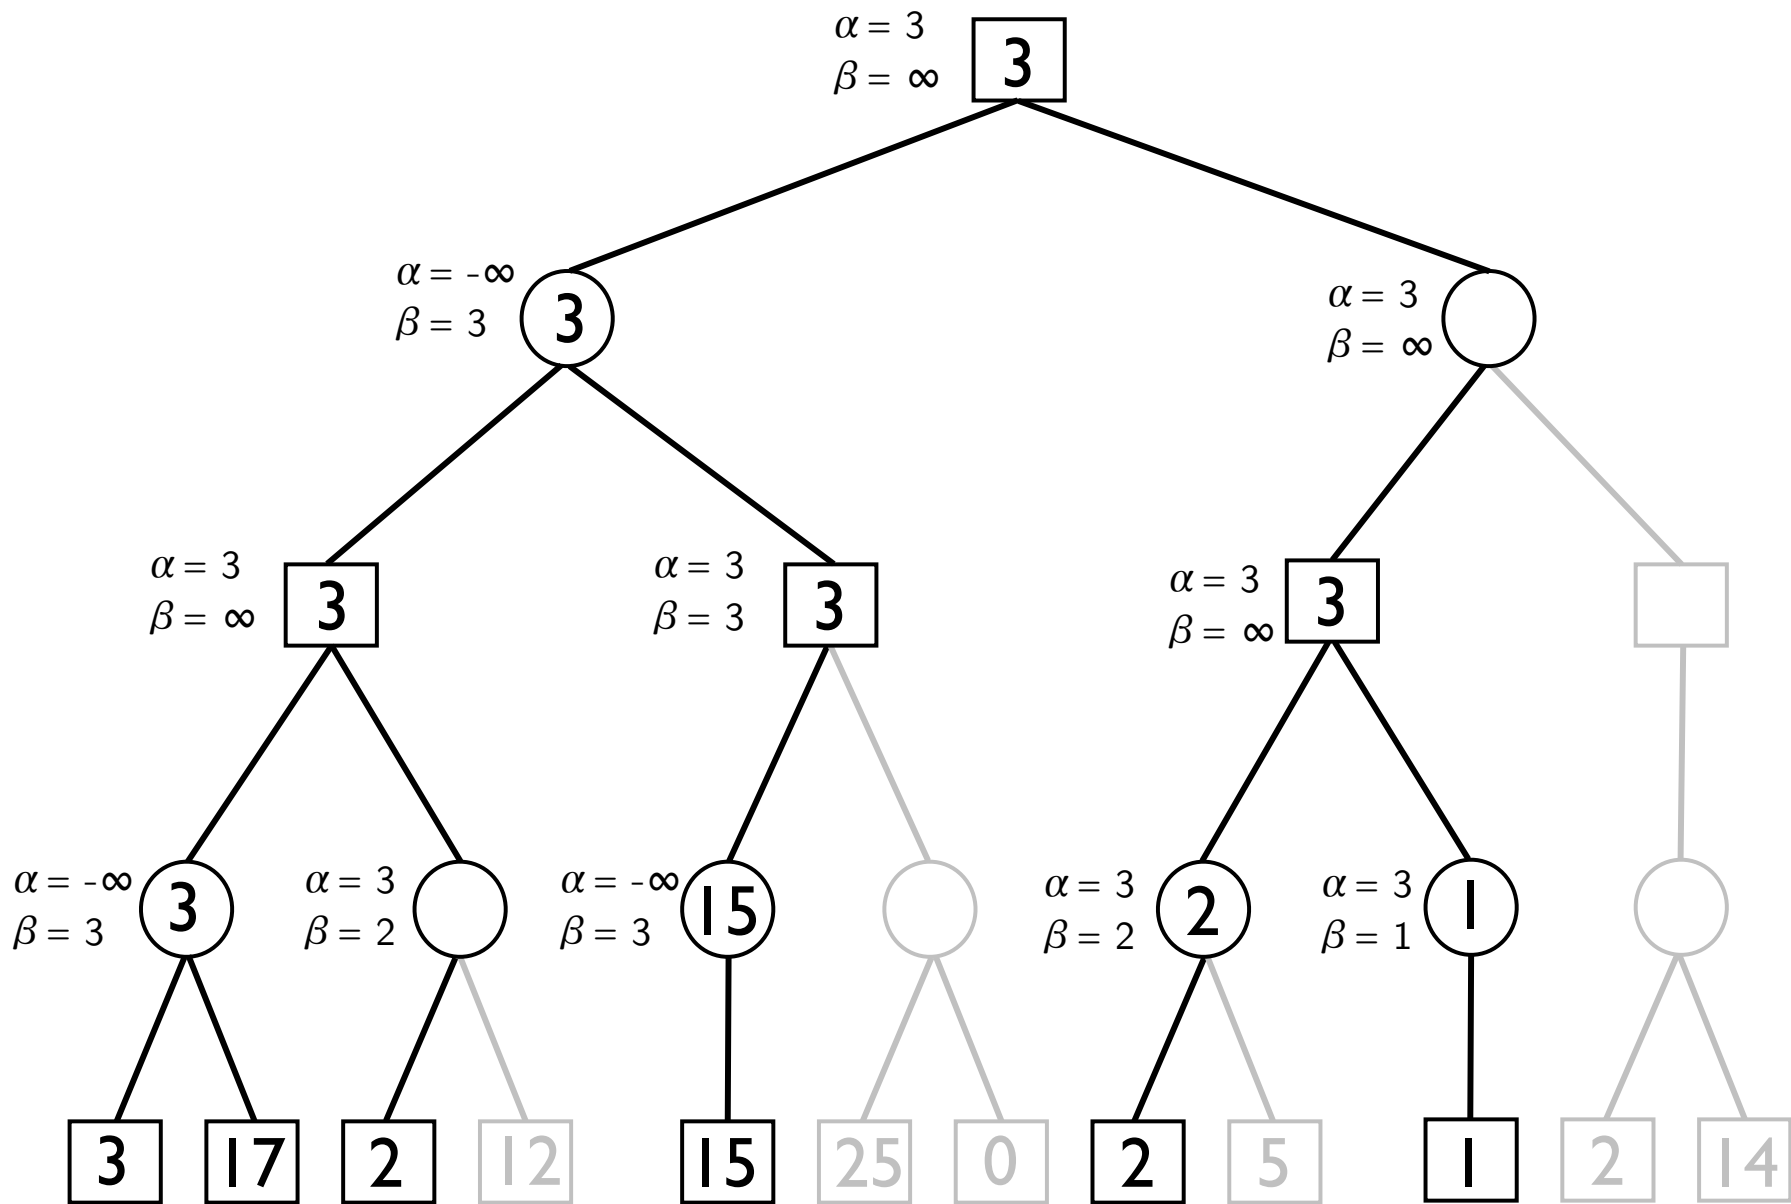 α = 3
β = ∞
3
α = -∞
β = 3
3
α = 3
β = ∞
α = 3
β = ∞
3
α = 3
β = 3
3
α = 3
β = ∞
3
α = -∞
β = 3
3
α = 3
β = 2
α = -∞
β = 3
15
α = 3
β = 2
2
α = 3
β = 1
1
3 17 2 12 15 25 0 2 5 1 2 14